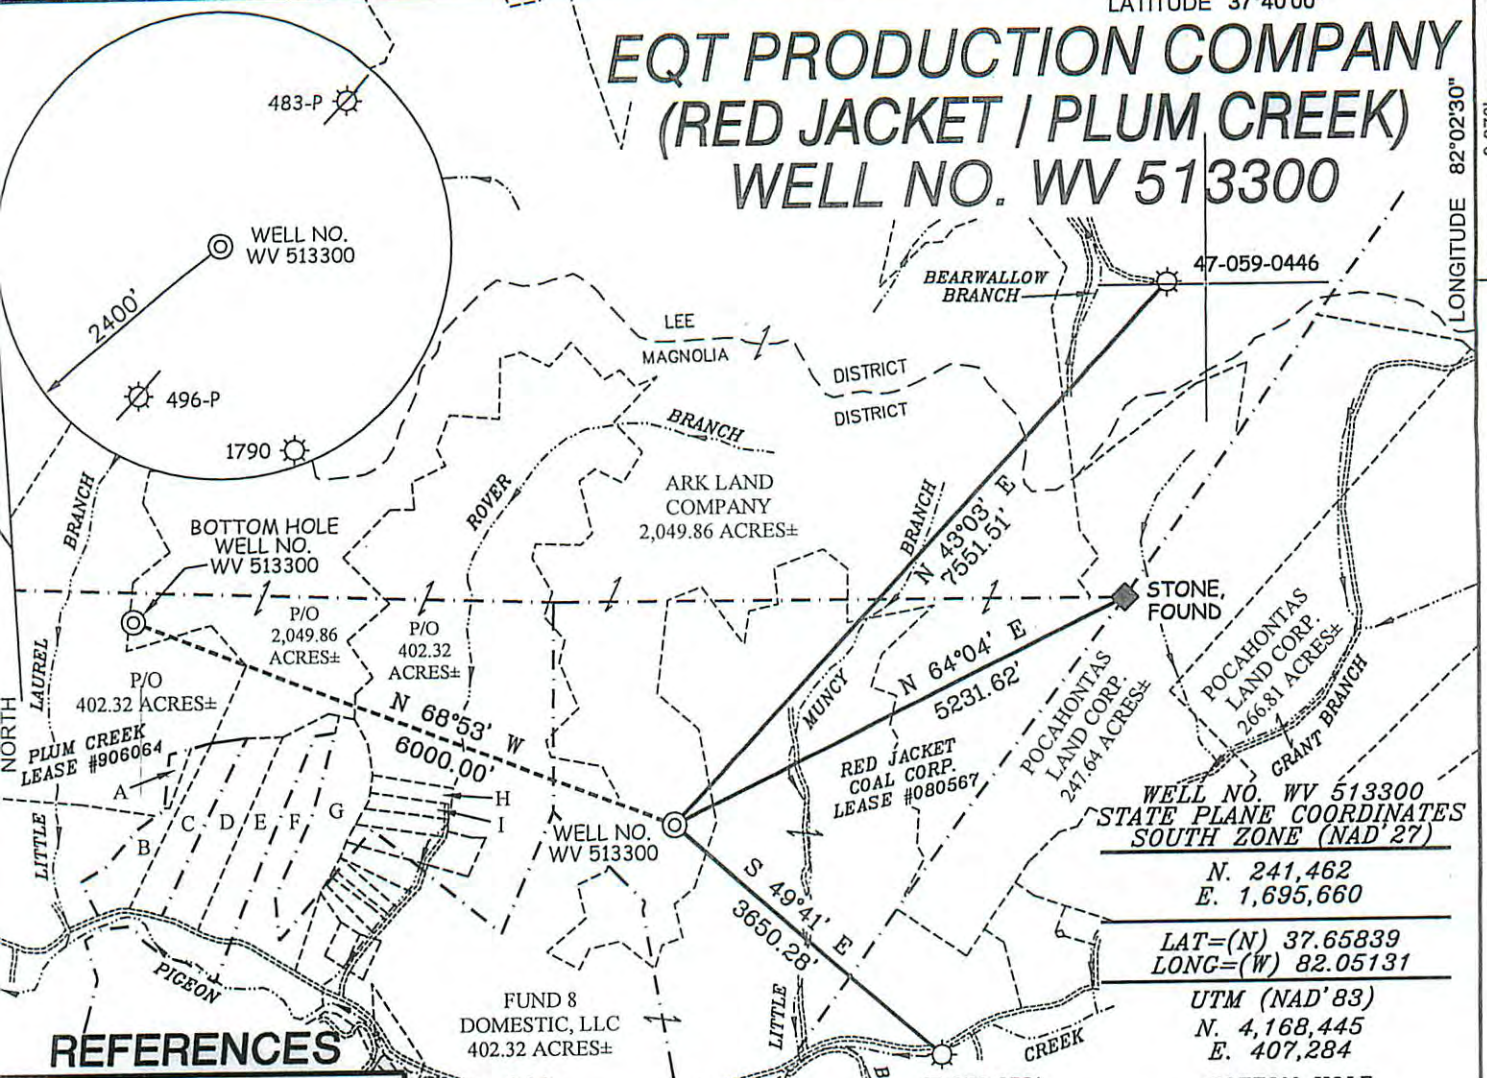 LATITUDE 37°40'00"
EQT PRODUCTION COMPANY
(RED JACKET / PLUM CREEK)
WELL NO. WV 513300
LONGITUDE 82°02'30"
483-P
WELL NO.
WV 513300
2400'
496-P
1790
LEE
MAGNOLIA
DISTRICT
DISTRICT
BEARWALLOW
BRANCH
47-059-0446
BRANCH
ROVER
BRANCH
LAUREL
LITTLE
ARK LAND
COMPANY
2,049.86 ACRES±
BRANCH
MUNCY
N 43°03' E
7551.51'
BOTTOM HOLE
WELL NO.
WV 513300
STONE,
FOUND
P/O
2,049.86
ACRES±
P/O
402.32
ACRES±
P/O
402.32 ACRES±
N 64°04' E
5231.62'
POCAHONTAS
LAND CORP.
247.64 ACRES±
POCAHONTAS
LAND CORP.
266.81 ACRES±
GRANT BRANCH
NORTH
PLUM CREEK
LEASE #906064
N 68°53' W
6000.00'
RED JACKET
COAL CORP.
LEASE #080567
A
B
C
D
E
F
G
H
I
WELL NO.
WV 513300
S 49°41' E
3650.28'
WELL NO. WV 513300
STATE PLANE COORDINATES
SOUTH ZONE (NAD'27)
N. 241,462
E. 1,695,660
LAT=(N) 37.65839
LONG=(W) 82.05131
UTM (NAD'83)
N. 4,168,445
E. 407,284
PIGEON
FUND 8
DOMESTIC, LLC
402.32 ACRES±
LITTLE
CREEK
REFERENCES